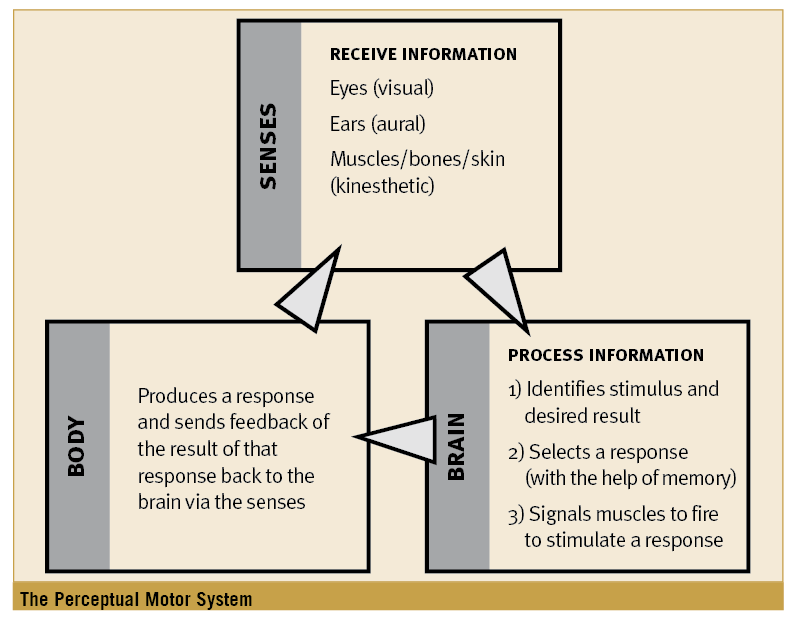 SENSES
RECEIVE INFORMATION
Eyes (visual)
Ears (aural)
Muscles/bones/skin
(kinesthetic)
BODY
Produces a response
and sends feedback of
the result of that
response back to the
brain via the senses
BRAIN
PROCESS INFORMATION
1) Identifies stimulus and
desired result
2) Selects a response
(with the help of memory)
3) Signals muscles to fire
to stimulate a response
The Perceptual Motor System